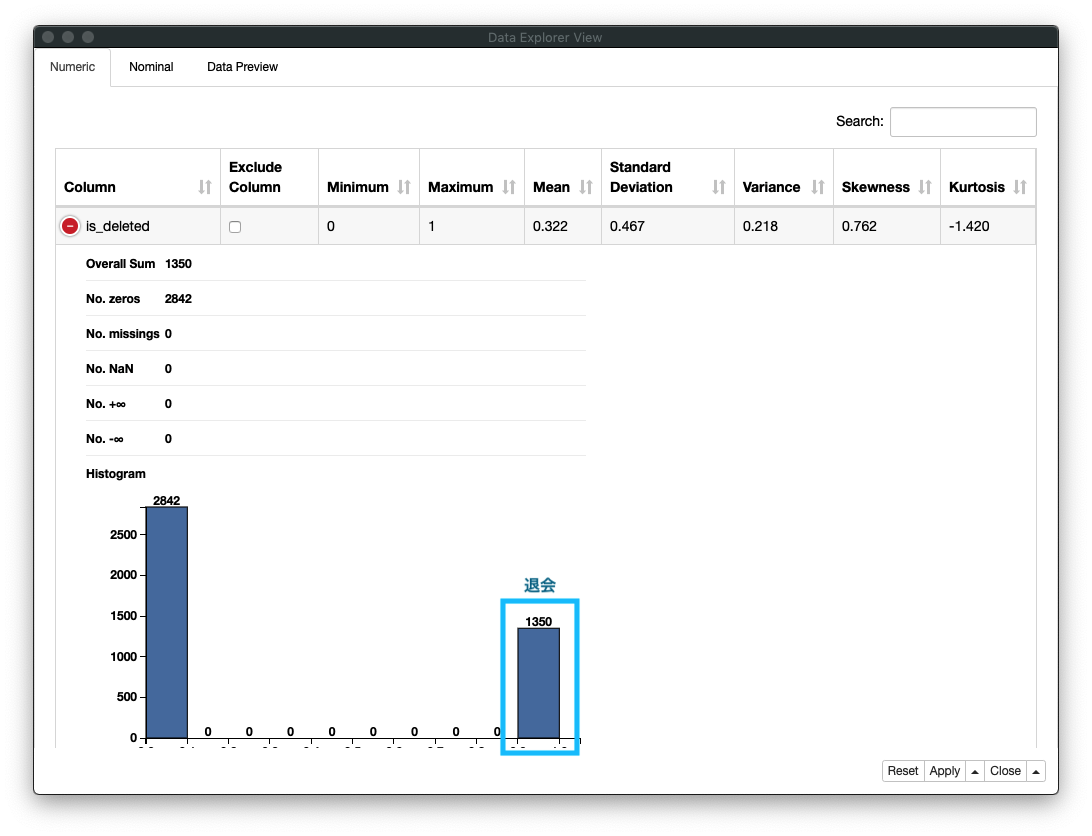 Data Explorer View
Numeric Nominal Data Preview
Search:
Column Exclude Column Minimum Maximum Mean Standard Deviation Variance Skewness Kurtosis
is_deleted 0 1 0.322 0.467 0.218 0.762 -1.420
Overall Sum 1350
No. zeros 2842
No. missings 0
No. NaN 0
No. +∞ 0
No. -∞ 0
Histogram
2842
2500
2000
退会
1500
1350
1000
500
0 0 0 0 0 0 0 0 0
0
Reset Apply Close